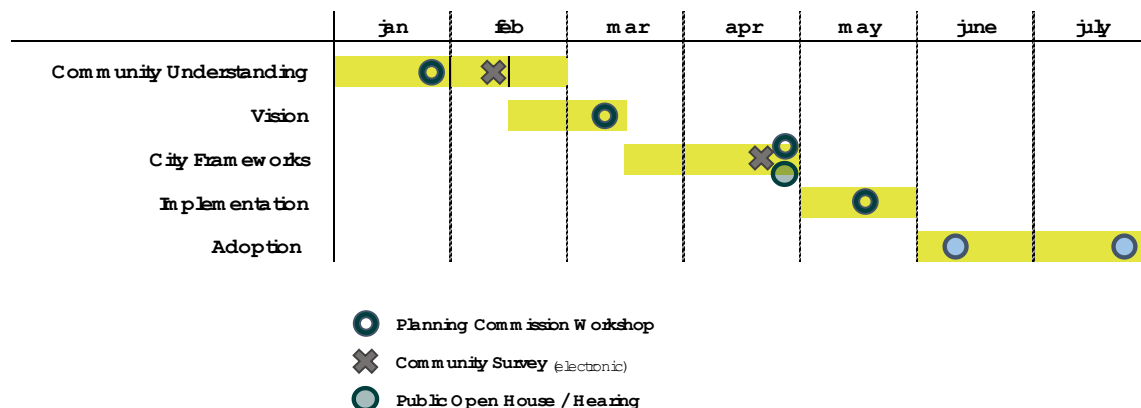 jan feb mar apr may june july
Community Understanding
Vision
City Frameworks
Implementation
Adoption
Planning Commission Workshop
Community Survey (electronic)
Public Open House / Hearing